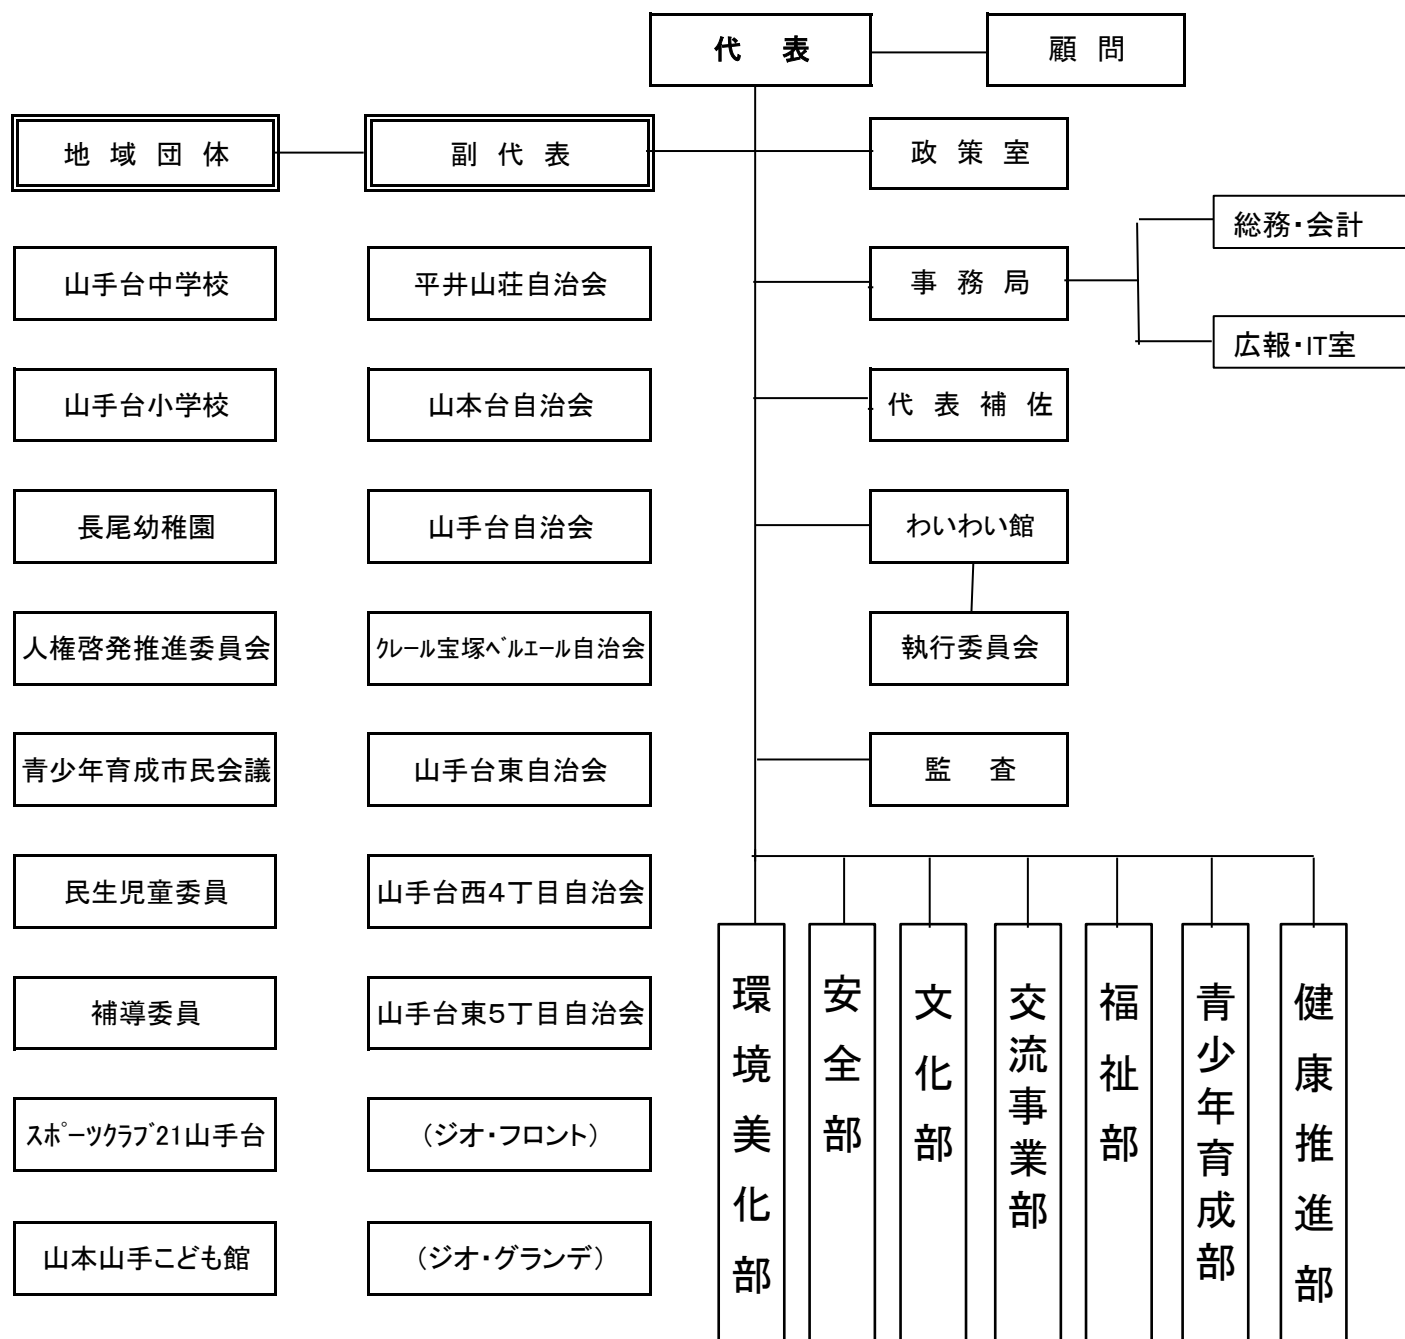 代 表
顧 問
地 域 団 体
副 代 表
政 策 室
総務・会計
山手台中学校
平井山荘自治会
事 務 局
広報・IT室
山手台小学校
山本台自治会
代 表 補 佐
長尾幼稚園
山手台自治会
わいわい館
人権啓発推進委員会
ｸﾚｰﾙ宝塚ﾍﾞﾙｴｰﾙ自治会
執行委員会
青少年育成市民会議
山手台東自治会
監 査
民生児童委員
山手台西4丁目自治会
補導委員
山手台東5丁目自治会
ｽﾎﾟｰﾂｸﾗﾌﾞ21山手台
（ジオ・フロント）
山本山手こども館
（ジオ・グランデ）
環境美化部
安全部
文化部
交流事業部
福祉部
青少年育成部
健康推進部